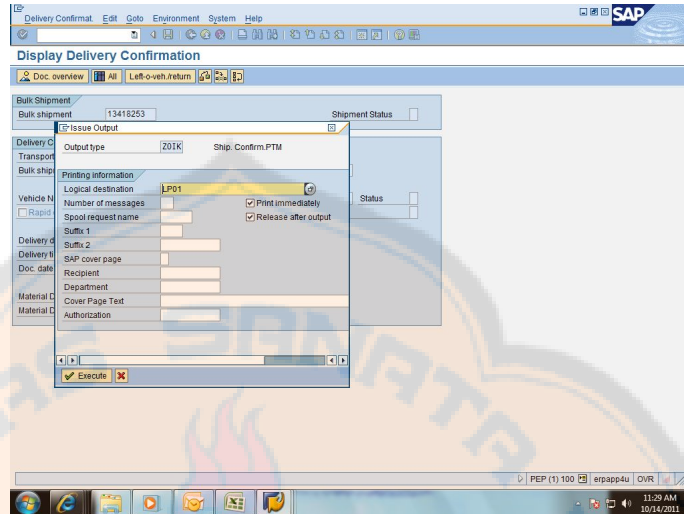 Delivery Confirmat. Edit Goto Environment System Help
SAP
Display Delivery Confirmation
Doc. overview All Left-o-veh./return
Bulk Shipment
Bulk shipment 13418253 Shipment Status
Issue Output
Delivery C
Output type ZOIK Ship. Confirm.PTM
Transport
Bulk ship
Printing information
Logical destination LP01
Vehicle N Number of messages Print immediately Status
Rapid Spool request name Release after output
Suffix 1
Delivery d Suffix 2
Delivery ti SAP cover page
Doc. date Recipient
Department
Material D Cover Page Text
Material D Authorization
Execute
PEP (1) 100 erpapp4u OVR
11:29 AM
10/14/2011
AS SANATA